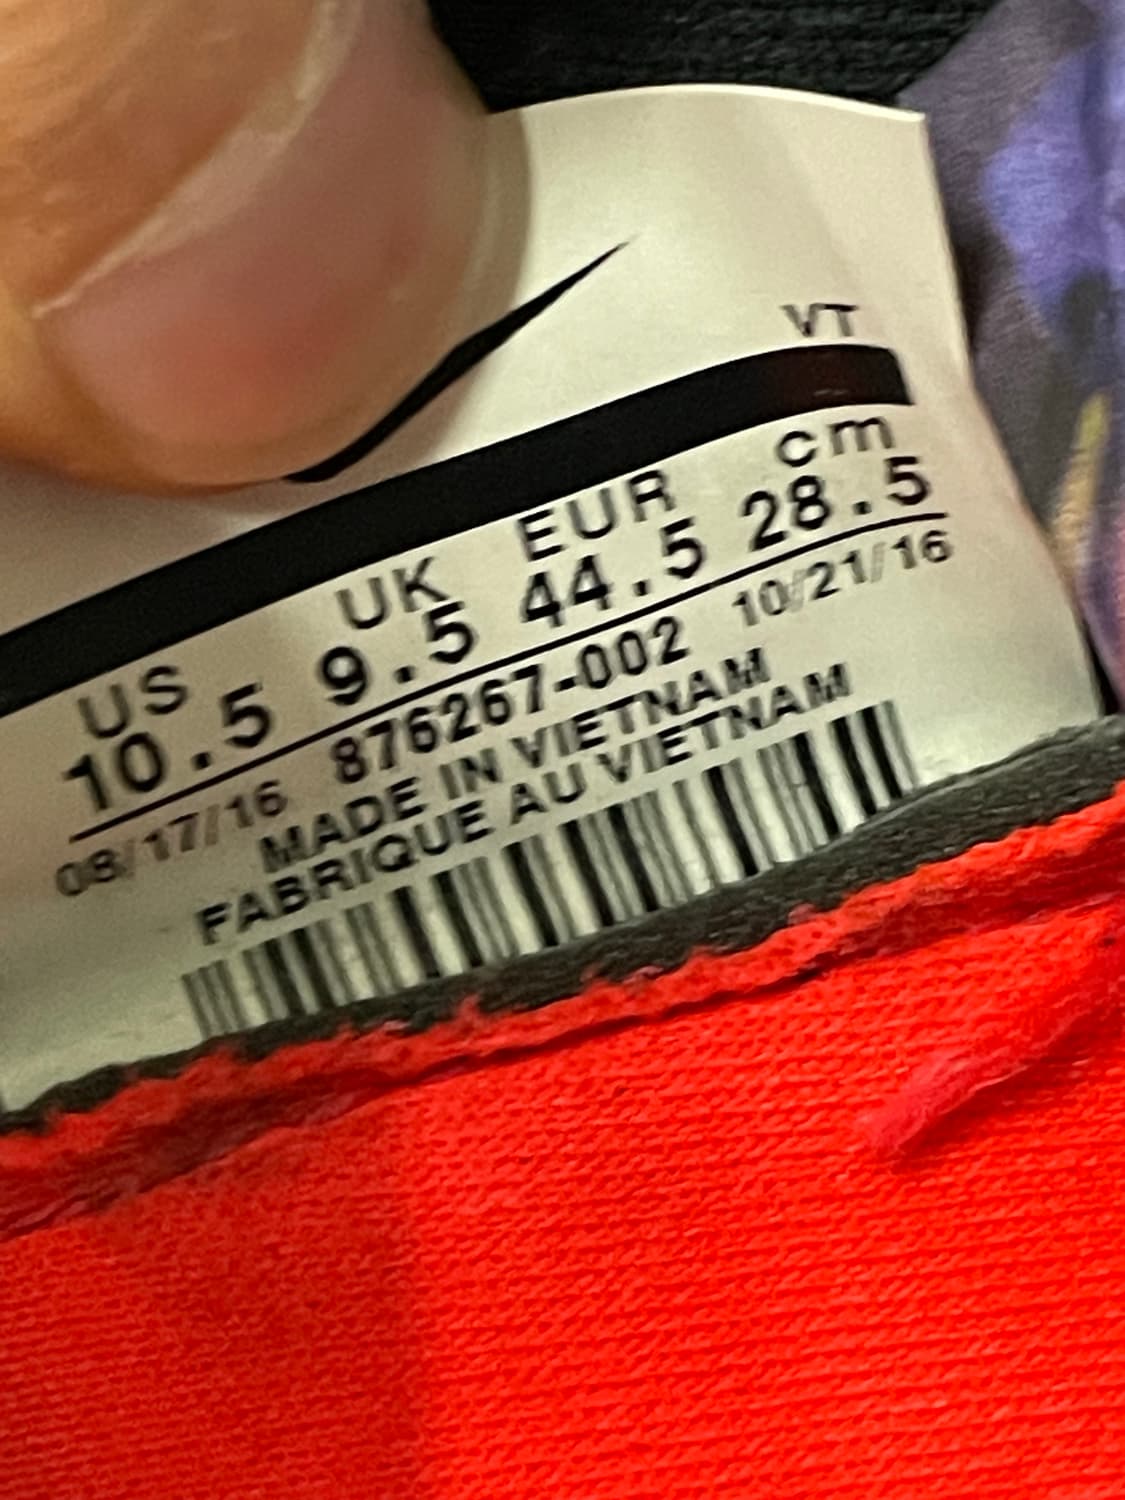 VT
US UK EUR cm
10.5 9.5 44.5 28.5
08/17/16 876267-002 10/21/16
MADE IN VIETNAM
FABRIQUE AU VIETNAM